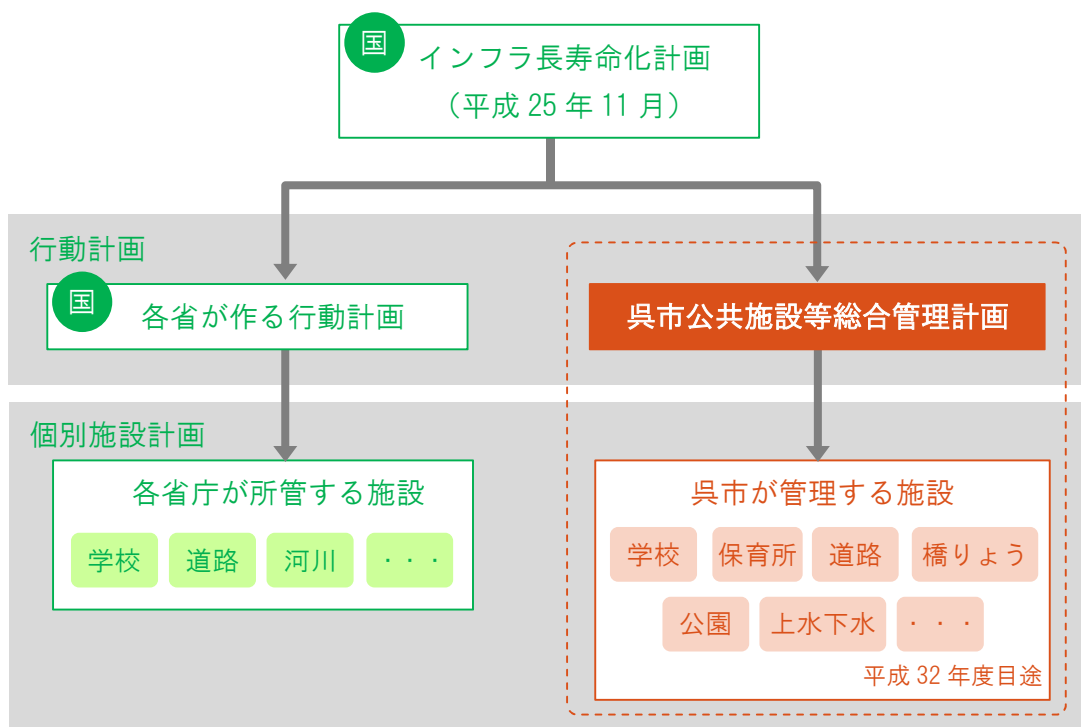 国
インフラ長寿命化計画
（平成 25 年 11 月）
行動計画
国
各省が作る行動計画
呉市公共施設等総合管理計画
個別施設計画
各省庁が所管する施設
学校 道路 河川 ・・・
呉市が管理する施設
学校 保育所 道路 橋りょう
公園 上水下水 ・・・
平成 32 年度目途